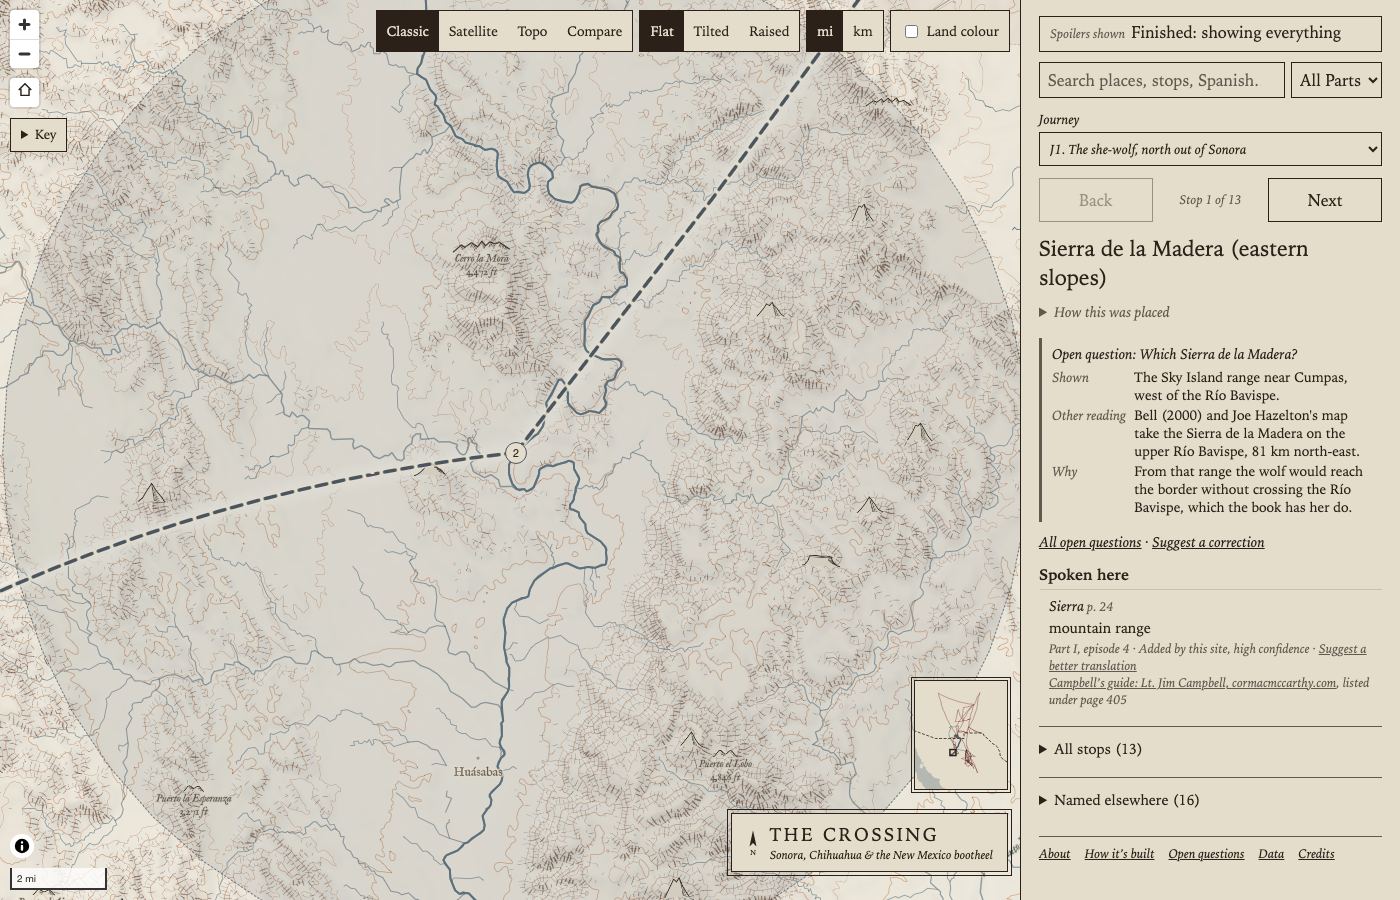 +
−
Key
Classic Satellite Topo Compare
Flat Tilted Raised
mi km
Land colour
Cerro la Mora
2
Huásabas
Puerto la Esperanza
Puerto el Lobo
2 mi
N
THE CROSSING
Sonora, Chihuahua & the New Mexico bootheel
Spoilers shown Finished: showing everything
Search places, stops, Spanish.
All Parts
Journey
J1. The she-wolf, north out of Sonora
Back
Stop 1 of 13
Next
Sierra de la Madera (eastern
slopes)
How this was placed
Open question: Which Sierra de la Madera?
Shown The Sky Island range near Cumpas,
west of the Río Bavispe.
Other reading Bell (2000) and Joe Hazelton's map
take the Sierra de la Madera on the
upper Río Bavispe, 81 km north-east.
Why From that range the wolf would reach
the border without crossing the Río
Bavispe, which the book has her do.
All open questions · Suggest a correction
Spoken here
Sierra p. 24
mountain range
Part I, episode 4 · Added by this site, high confidence · Suggest a
better translation
Campbell's guide: Lt. Jim Campbell, cormacmccarthy.com, listed
under page 405
All stops (13)
Named elsewhere (16)
About How it's built Open questions Data Credits